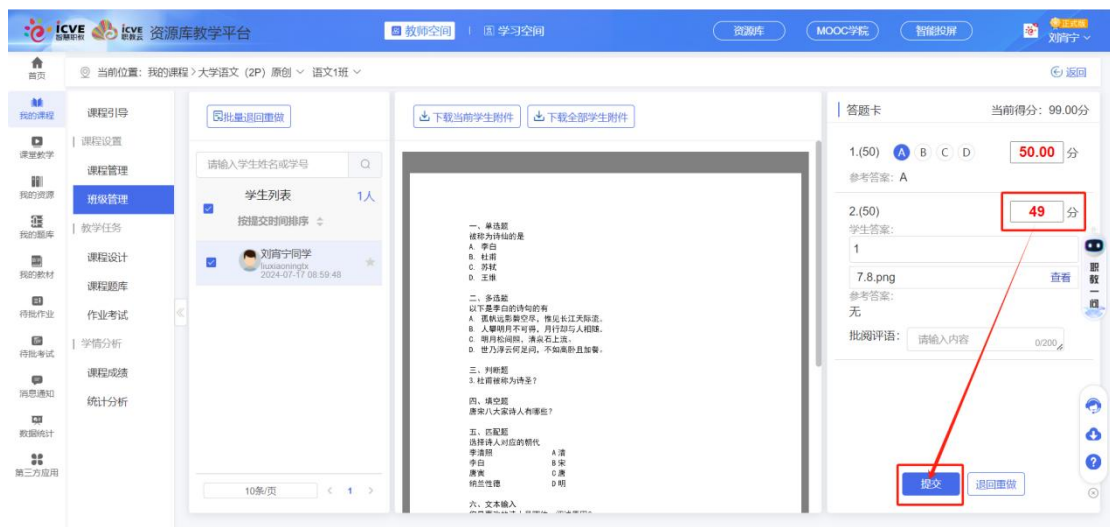 icve 智慧职教 icve 职教云 资源库教学平台
教师空间 学习空间
资源库 MOOC学院 智能投屏
正式版
刘宵宁
首页
当前位置：我的课程 > 大学语文（2P）原创 语文1班
返回
我的课程
课堂教学
我的资源
我的题库
我的教材
待批作业
待批考试
消息通知
数据统计
第三方应用
课程引导
课程设置
课程管理
班级管理
教学任务
课程设计
课程题库
作业考试
学情分析
课程成绩
统计分析
批量退回重做
请输入学生姓名或学号
学生列表 1人
按提交时间排序
刘宵宁同学
liuxiaoningtx
2024-07-17 08:59:48
10条/页 < 1 >
下载当前学生附件 下载全部学生附件
一、单选题
被称为诗仙的是
A. 李白
B. 杜甫
C. 苏轼
D. 王维
二、多选题
以下是李白的诗句的有
A 孤帆远影碧空尽，惟见长江天际流。
B 人攀明月不可得，月行却与人相随。
C 明月松间照，清泉石上流。
D 世乃浮云何足问，不如高卧且加餐。
三、判断题
3.杜甫被称为诗圣？
四、填空题
唐宋八大家诗人有哪些？
五、匹配题
选择诗人对应的朝代
李清照 A 清
李白 B 宋
唐寅 C 唐
纳兰性德 D 明
六、文本输入
答题卡 当前得分：99.00分
1.(50) A B C D 50.00 分
参考答案：A
2.(50) 49 分
学生答案：
1
7.8.png 查看
参考答案：
无
批阅评语： 请输入内容 0/200
提交 退回重做
职教一问